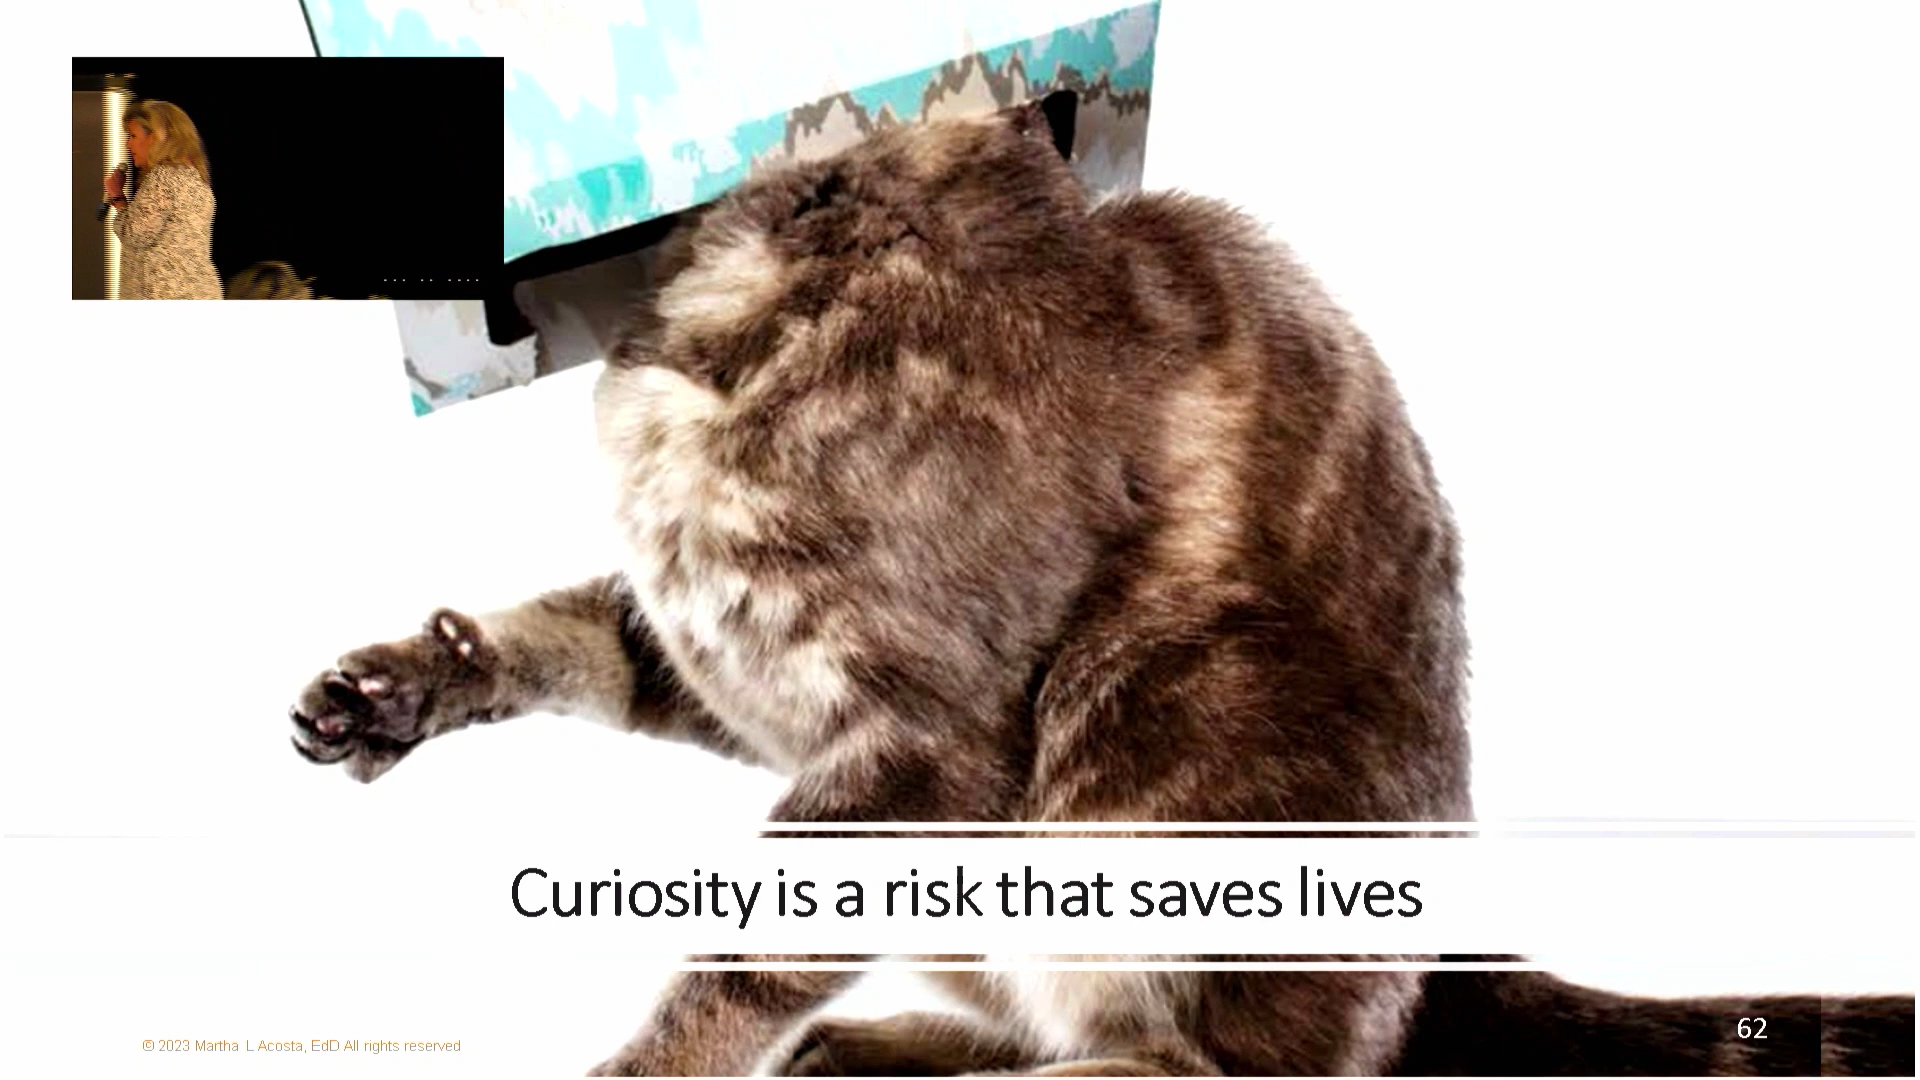 Curiosity is a risk that saves lives
© 2023 Martha L Acosta, EdD All rights reserved
62